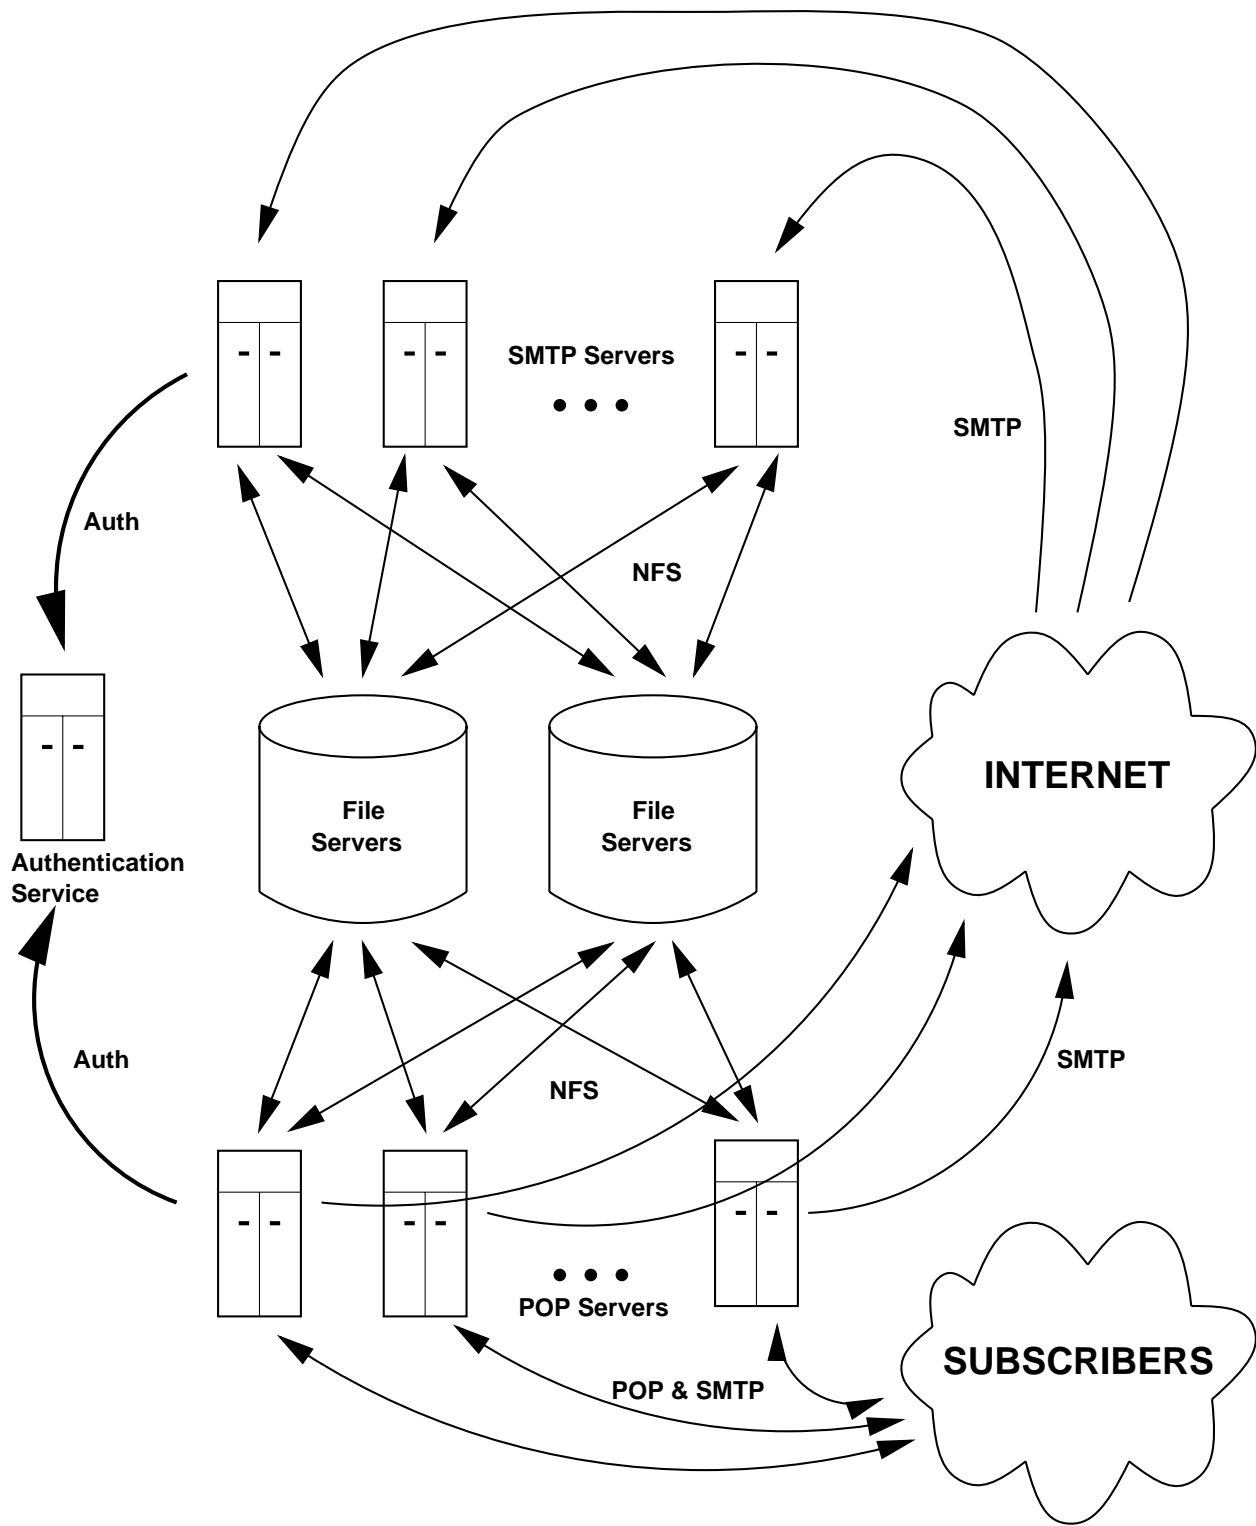 SMTP Servers
SMTP
Auth
NFS
INTERNET
File
Servers
File
Servers
Authentication
Service
Auth
NFS
SMTP
POP Servers
SUBSCRIBERS
POP & SMTP